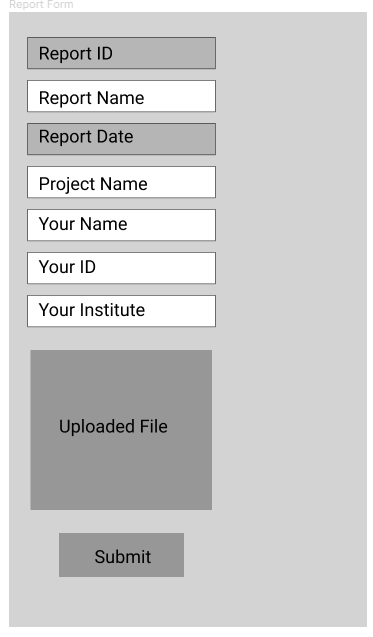 Report Form
Report ID
Report Name
Report Date
Project Name
Your Name
Your ID
Your Institute
Uploaded File
Submit